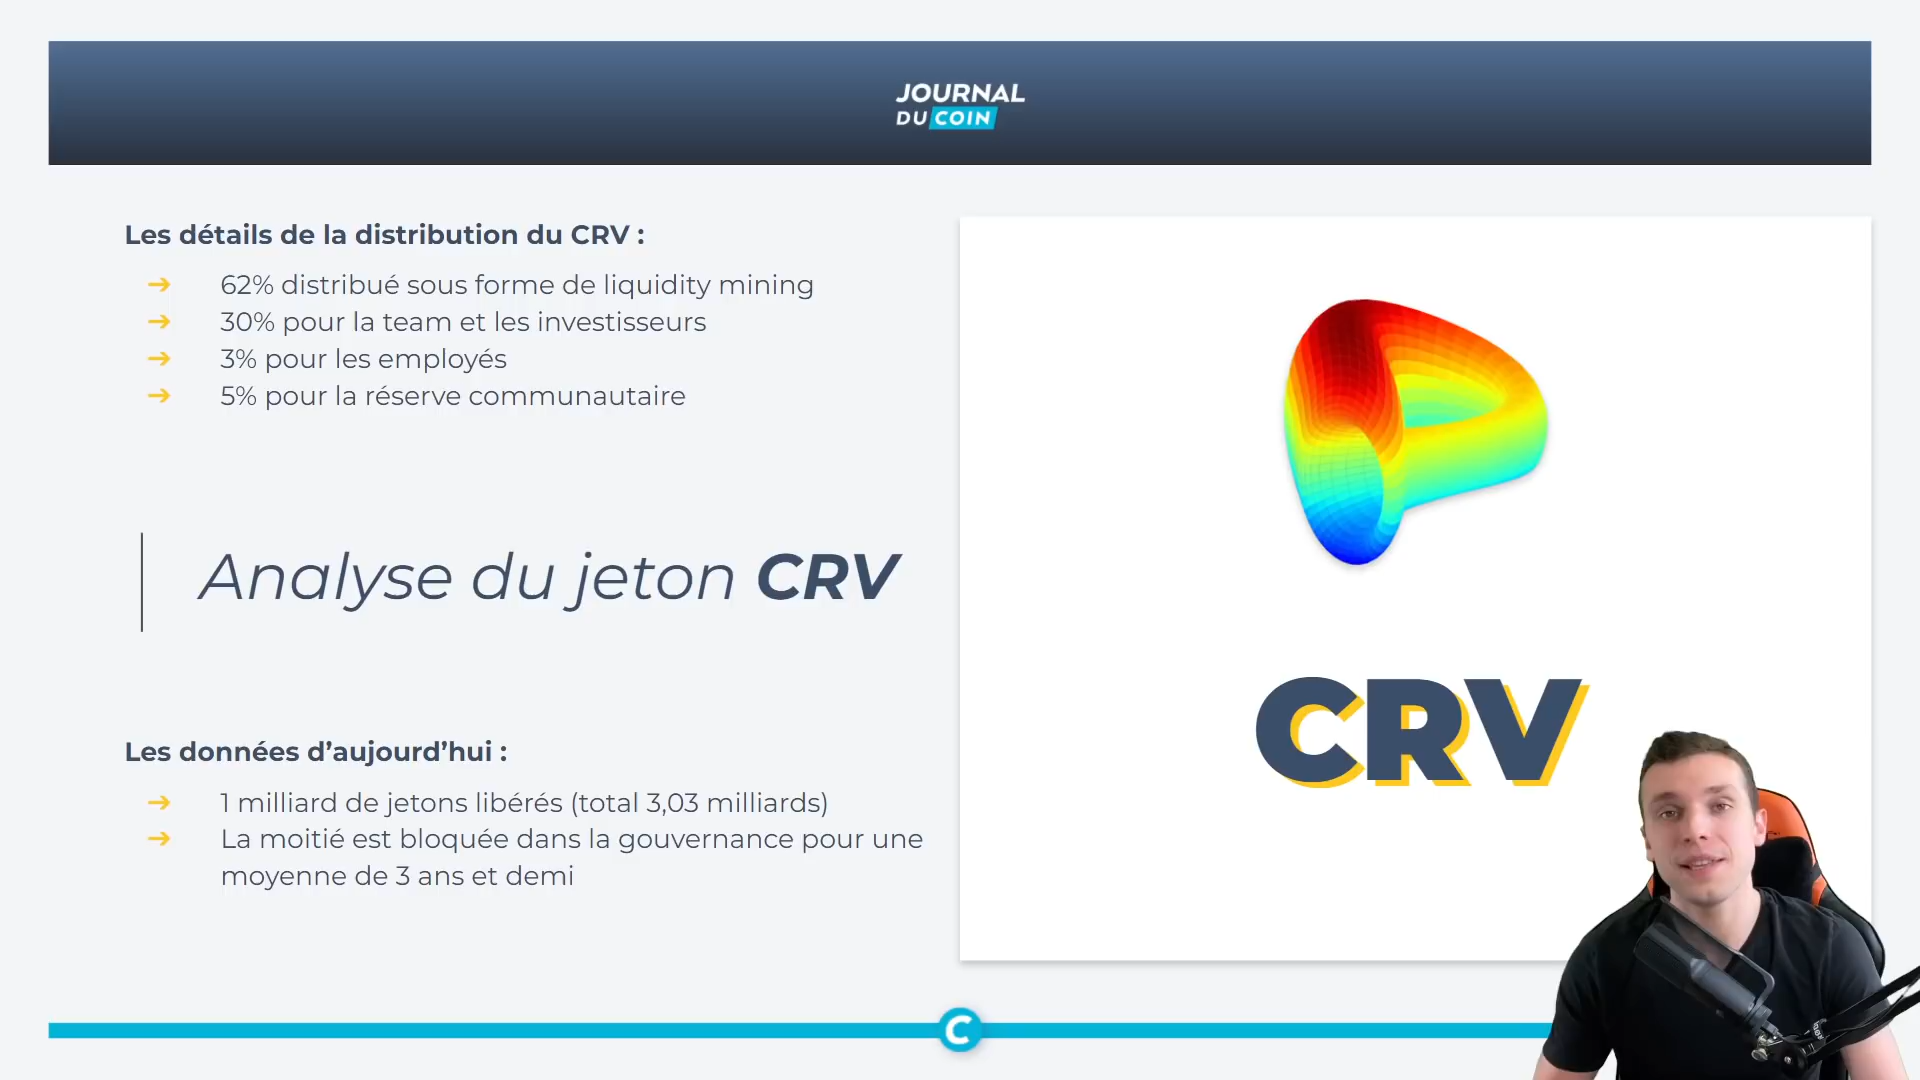 JOURNAL
DU COIN
Les détails de la distribution du CRV :
➔ 62% distribué sous forme de liquidity mining
➔ 30% pour la team et les investisseurs
➔ 3% pour les employés
➔ 5% pour la réserve communautaire
Analyse du jeton CRV
Les données d’aujourd’hui :
➔ 1 milliard de jetons libérés (total 3,03 milliards)
➔ La moitié est bloquée dans la gouvernance pour une
moyenne de 3 ans et demi
CRV
C